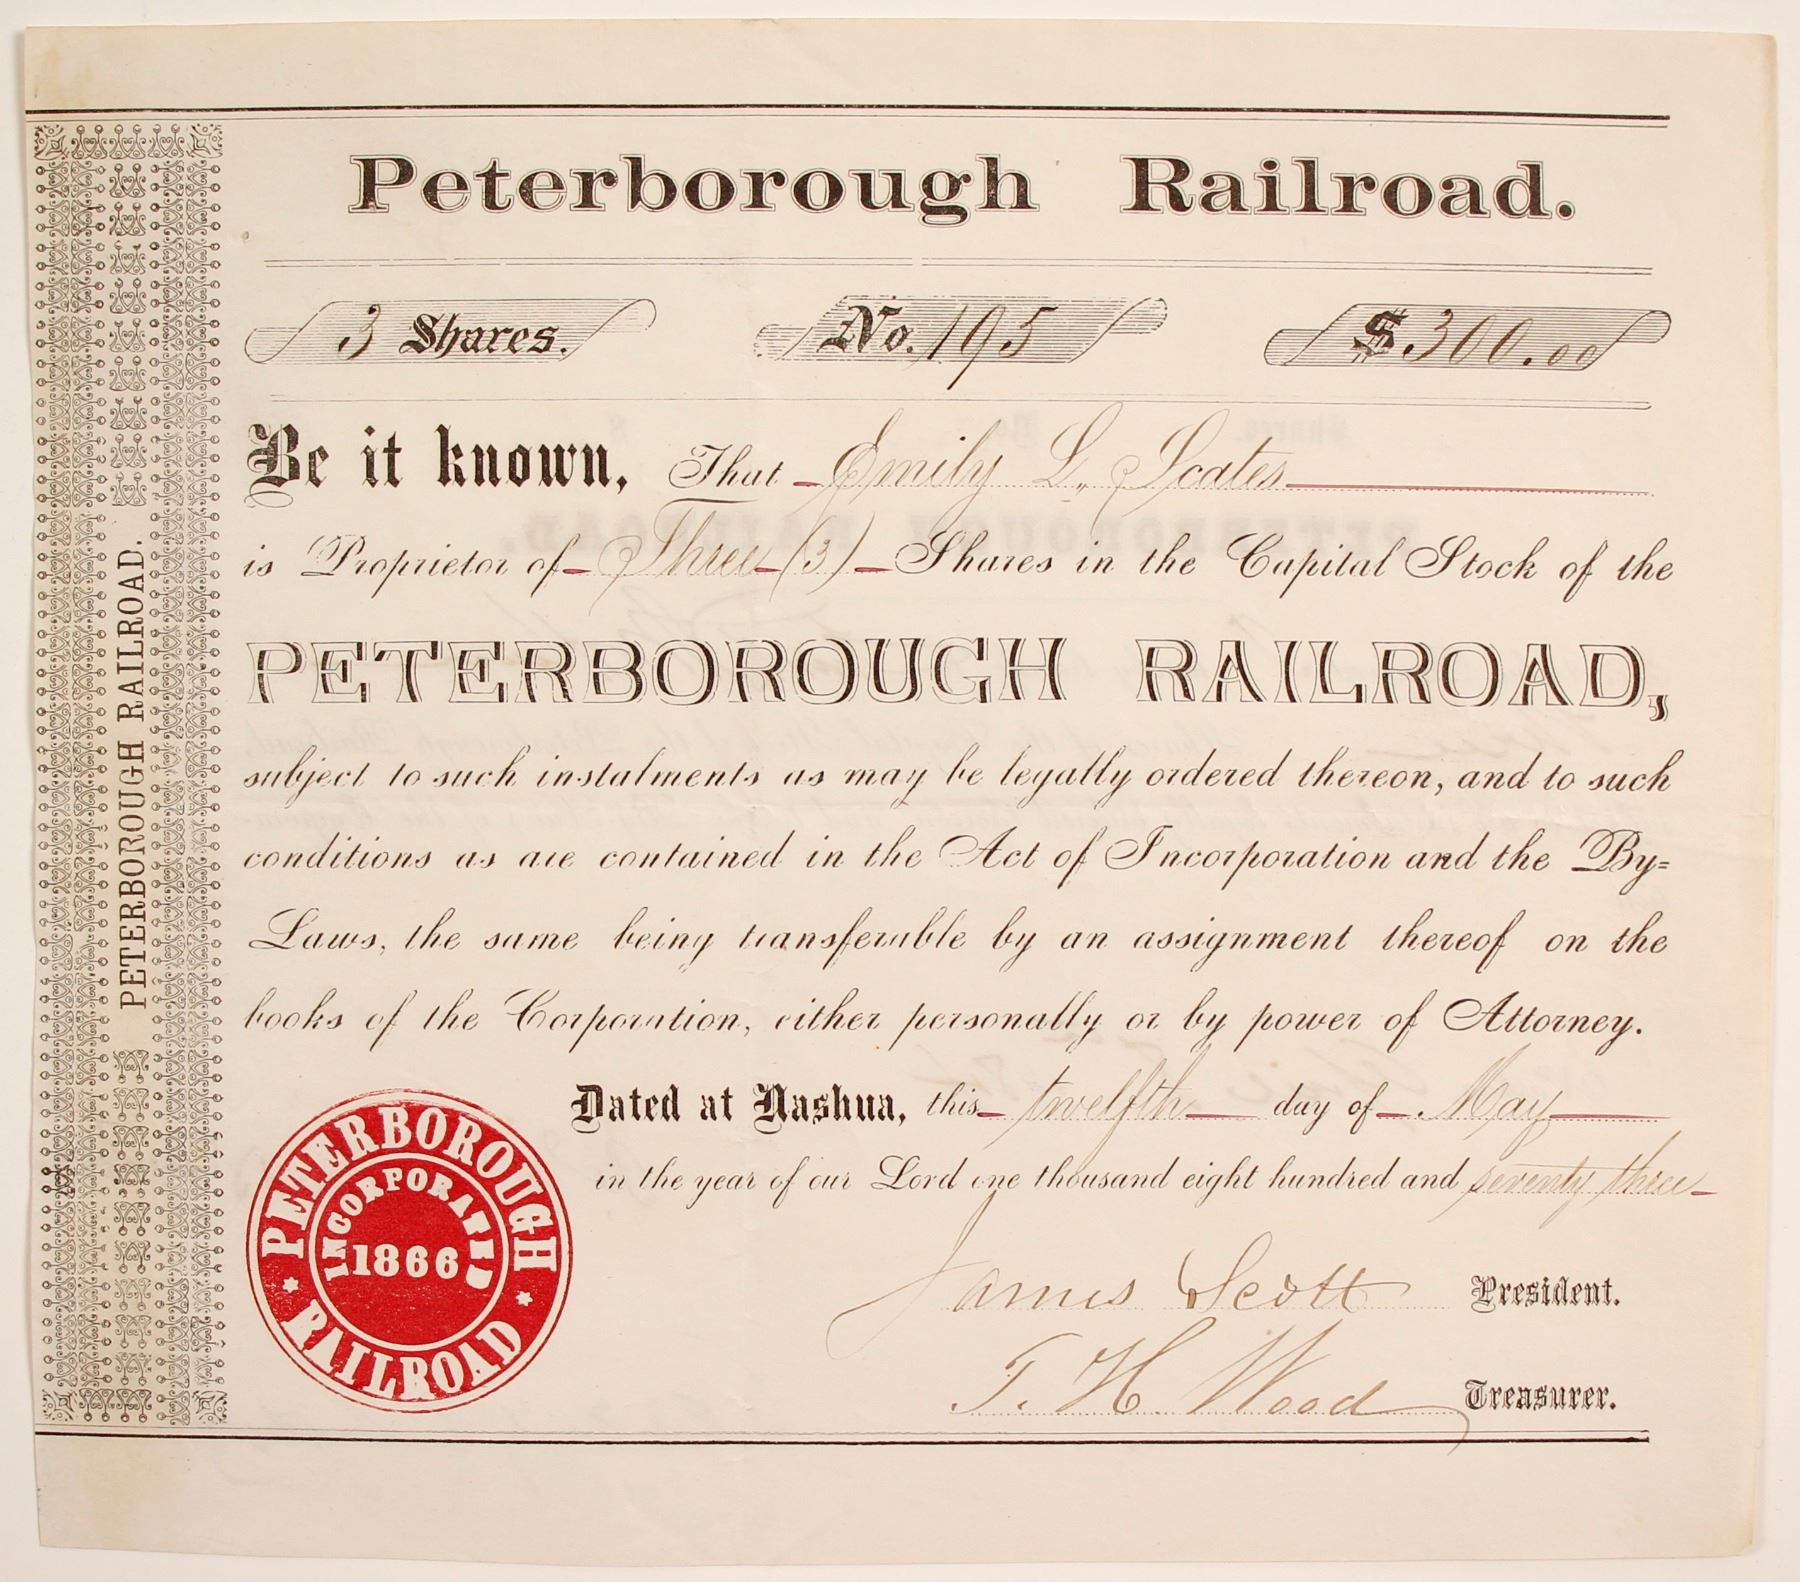 Peterborough Railroad.
3 Shares. No. 195 $300.00
Be it known, That Emily L. Scates
is Proprietor of Three (3) Shares in the Capital Stock of the
PETERBOROUGH RAILROAD,
subject to such instalments as may be legally ordered thereon, and to such
conditions as are contained in the Act of Incorporation and the By=
Laws, the same being transferable by an assignment thereof on the
books of the Corporation, either personally or by power of Attorney.
Dated at Nashua, this twelfth day of May
in the year of our Lord one thousand eight hundred and seventy three
James Scott President.
T. H. Wood Treasurer.
PETERBOROUGH RAILROAD.
PETERBOROUGH RAILROAD
INCORPORATED
1866